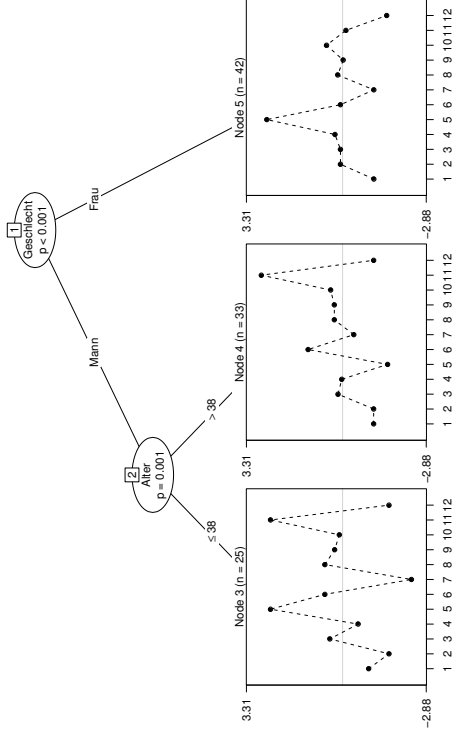 1
Geschlecht
p < 0.001
Mann
Frau
2
Alter
p = 0.001
≤ 38
> 38
Node 3 (n = 25)
3.31
−2.88
1 2 3 4 5 6 7 8 9 10 11 12
Node 4 (n = 33)
3.31
−2.88
1 2 3 4 5 6 7 8 9 10 11 12
Node 5 (n = 42)
3.31
−2.88
1 2 3 4 5 6 7 8 9 10 11 12